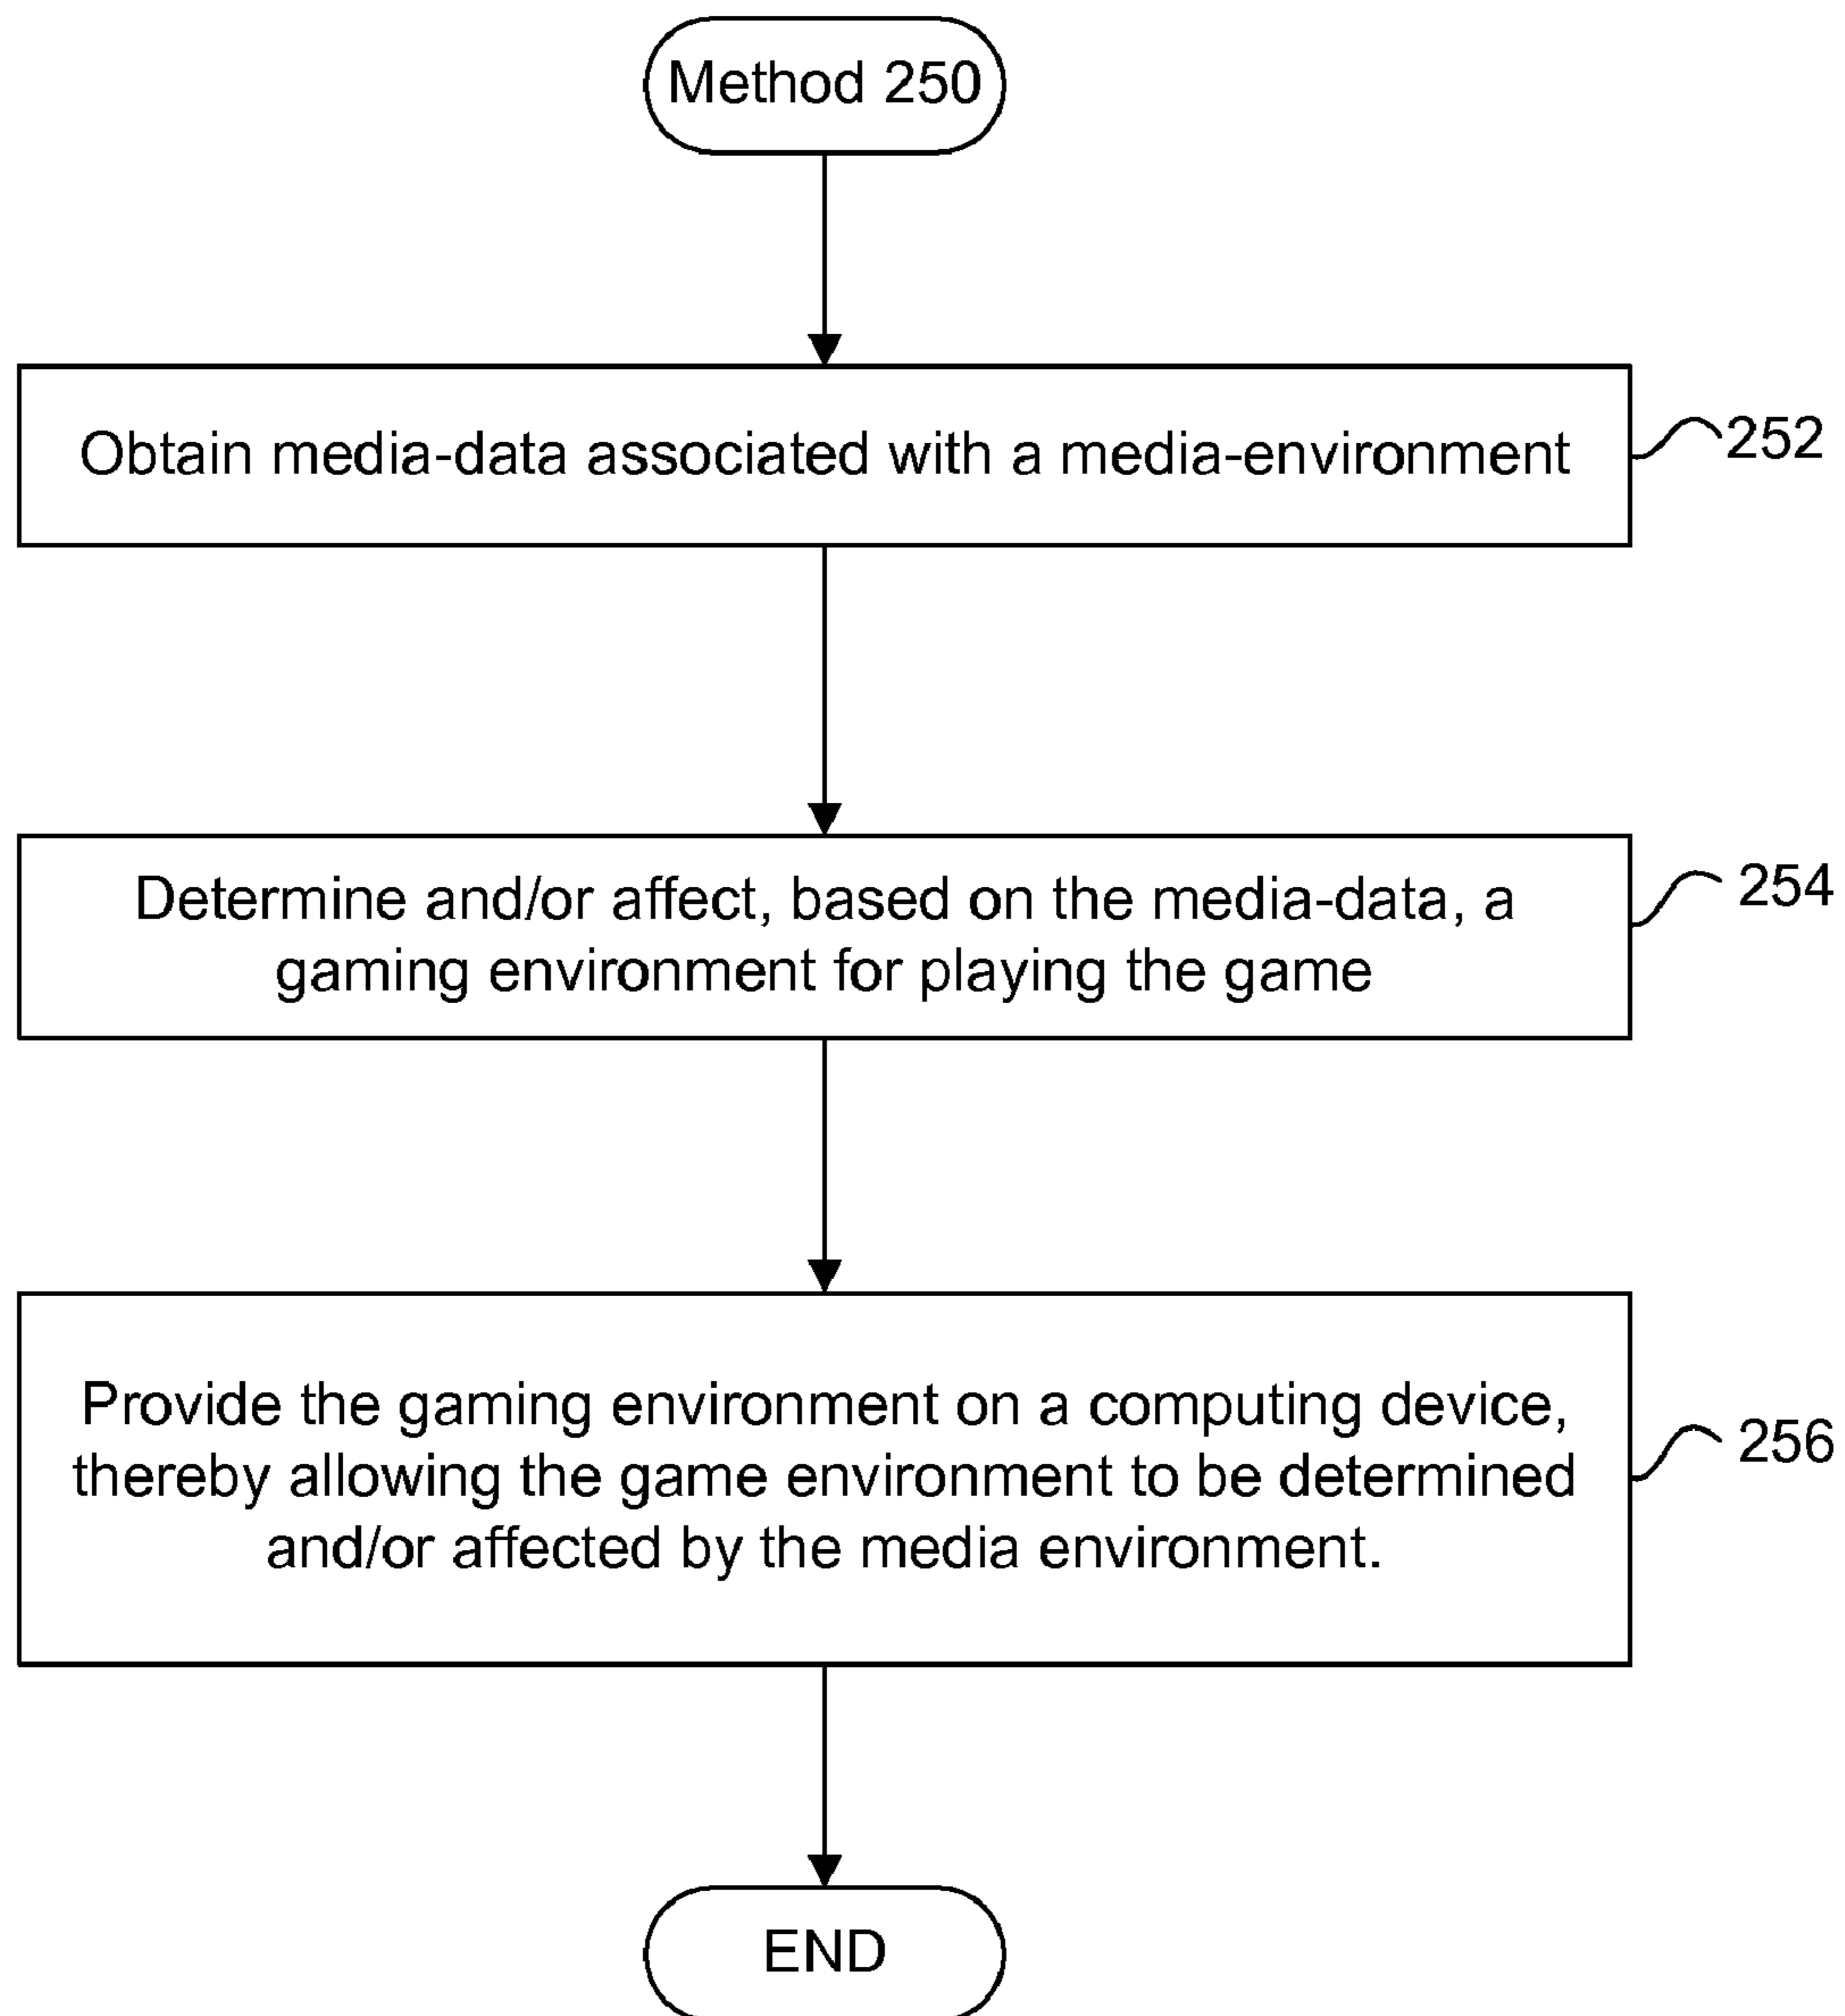 Method 250
Obtain media-data associated with a media-environment
252
Determine and/or affect, based on the media-data, a
gaming environment for playing the game
254
Provide the gaming environment on a computing device,
thereby allowing the game environment to be determined
and/or affected by the media environment.
256
END